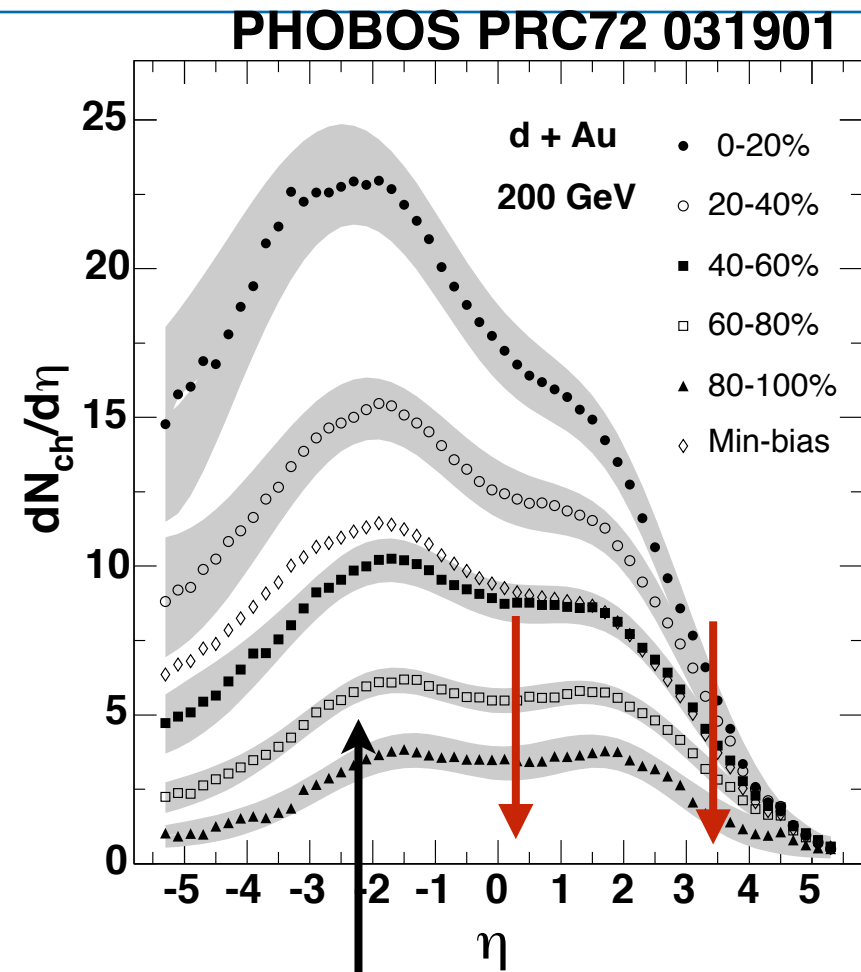 PHOBOS PRC72 031901
d + Au
200 GeV
0-20%
20-40%
40-60%
60-80%
80-100%
Min-bias
dN_ch/dη
25
20
15
10
5
0
-5 -4 -3 -2 -1 0 1 2 3 4 5
η